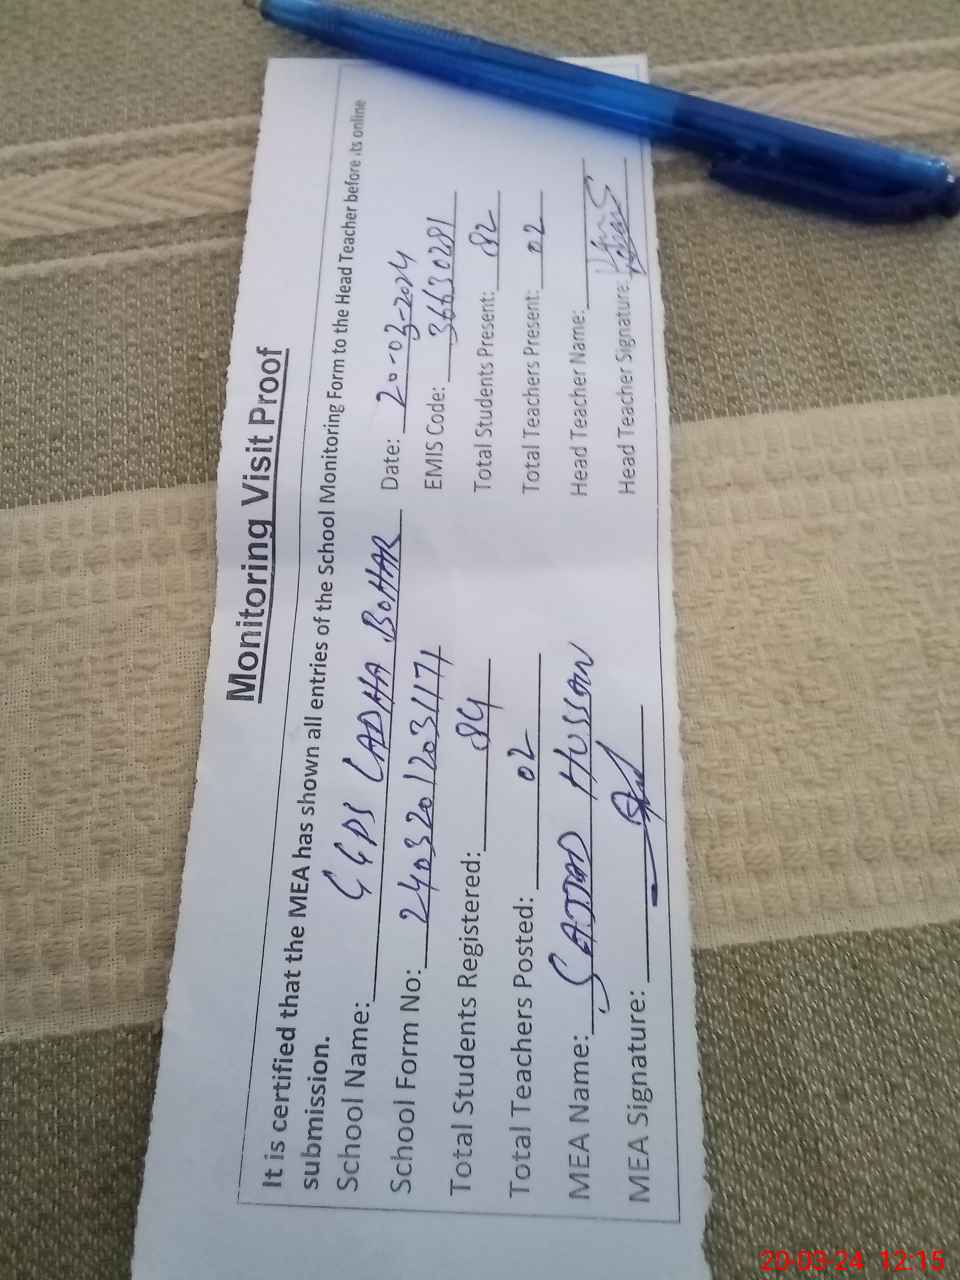 Monitoring Visit Proof
It is certified that the MEA has shown all entries of the School Monitoring Form to the Head Teacher before its online
submission.
School Name: GGPS LADHA BOHAR Date: 20-03-2024
School Form No: EMIS Code: 36630281
Total Students Registered: 84 Total Students Present: 82
Total Teachers Posted: 02 Total Teachers Present: 02
MEA Name: SAJJAD HUSSAIN Head Teacher Name:
MEA Signature: Head Teacher Signature:
20-03-24 12:15